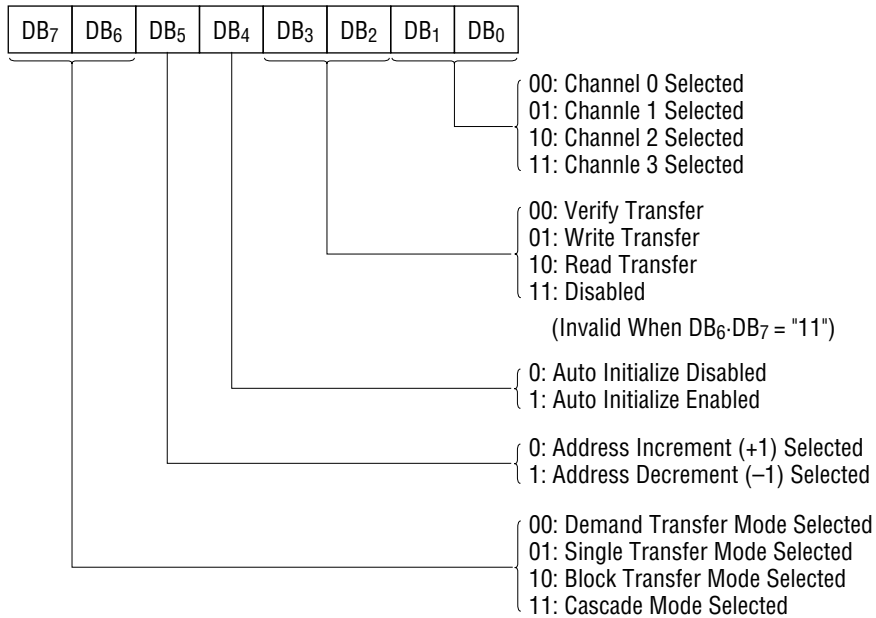 DB7 DB6 DB5 DB4 DB3 DB2 DB1 DB0
00: Channel 0 Selected
01: Channle 1 Selected
10: Channel 2 Selected
11: Channle 3 Selected
00: Verify Transfer
01: Write Transfer
10: Read Transfer
11: Disabled
(Invalid When DB6·DB7 = "11")
0: Auto Initialize Disabled
1: Auto Initialize Enabled
0: Address Increment (+1) Selected
1: Address Decrement (–1) Selected
00: Demand Transfer Mode Selected
01: Single Transfer Mode Selected
10: Block Transfer Mode Selected
11: Cascade Mode Selected